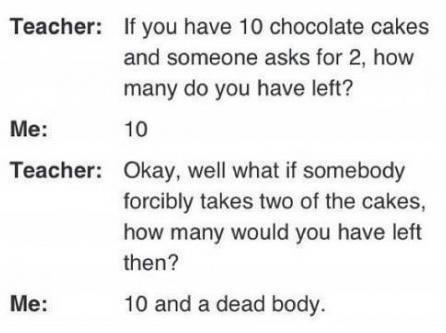 Teacher: If you have 10 chocolate cakes
and someone asks for 2, how
many do you have left?
Me: 10
Teacher: Okay, well what if somebody
forcibly takes two of the cakes,
how many would you have left
then?
Me: 10 and a dead body.